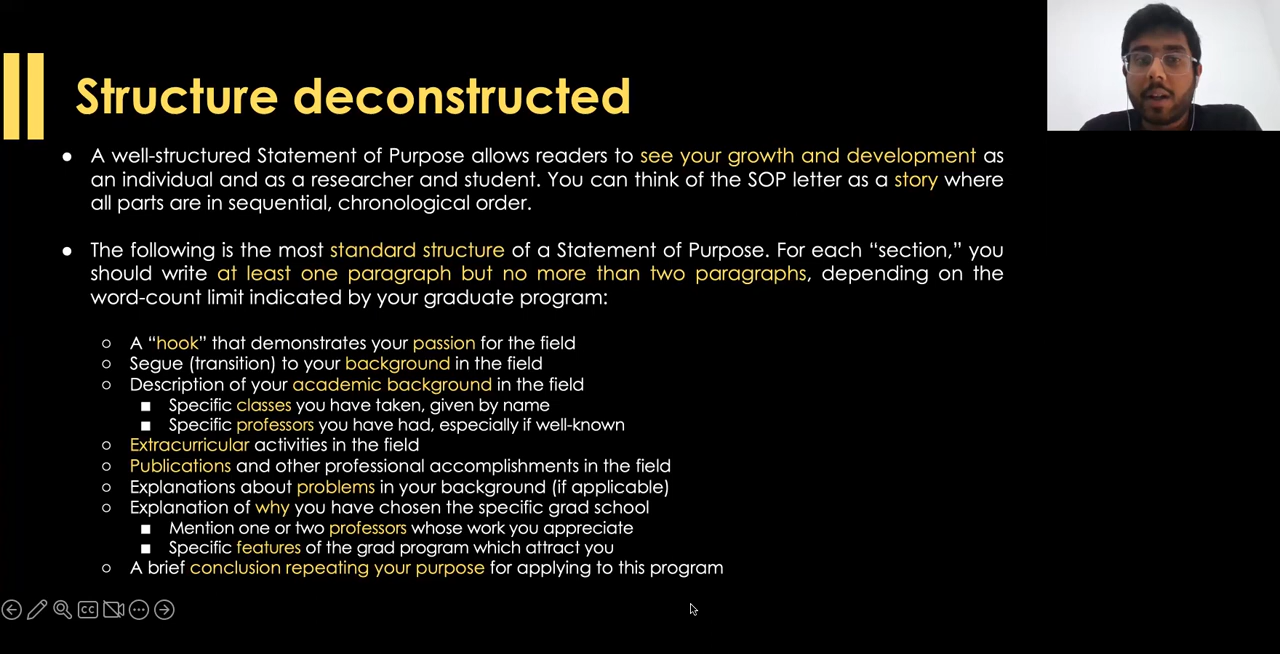 Structure deconstructed
● A well-structured Statement of Purpose allows readers to see your growth and development as
an individual and as a researcher and student. You can think of the SOP letter as a story where
all parts are in sequential, chronological order.
● The following is the most standard structure of a Statement of Purpose. For each “section,” you
should write at least one paragraph but no more than two paragraphs, depending on the
word-count limit indicated by your graduate program:
○ A “hook” that demonstrates your passion for the field
○ Segue (transition) to your background in the field
○ Description of your academic background in the field
■ Specific classes you have taken, given by name
■ Specific professors you have had, especially if well-known
○ Extracurricular activities in the field
○ Publications and other professional accomplishments in the field
○ Explanations about problems in your background (if applicable)
○ Explanation of why you have chosen the specific grad school
■ Mention one or two professors whose work you appreciate
■ Specific features of the grad program which attract you
○ A brief conclusion repeating your purpose for applying to this program
CC